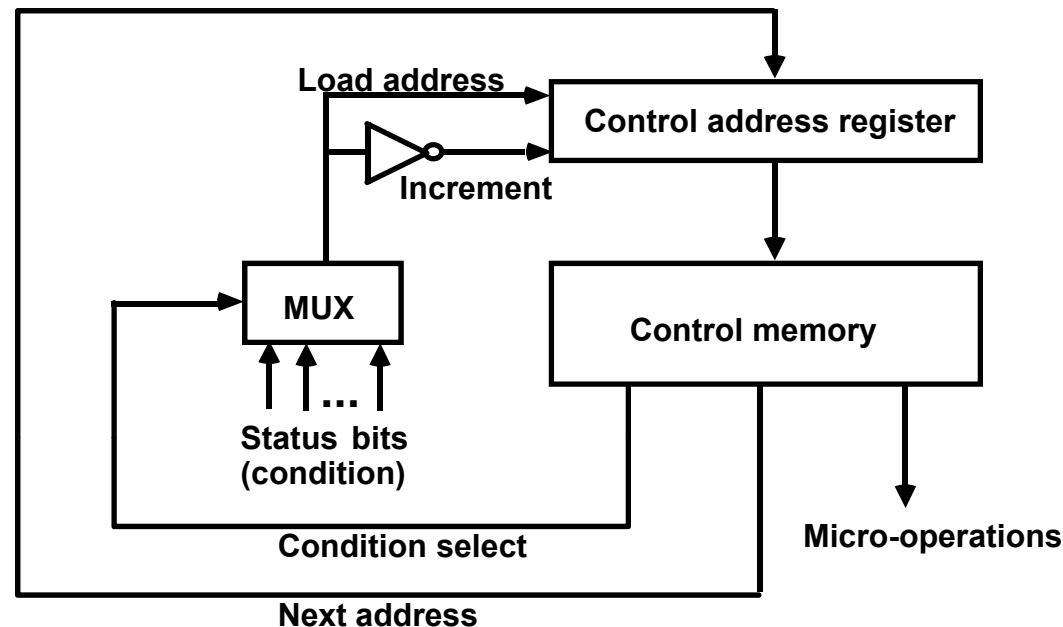 Load address
Control address register
Increment
MUX
Control memory
...
Status bits
(condition)
Micro-operations
Condition select
Next address